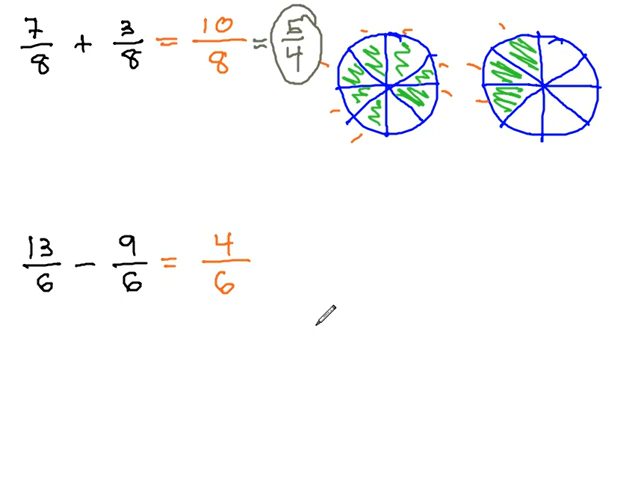 7/8 + 3/8 = 10/8 = 5/4
13/6 - 9/6 = 4/6